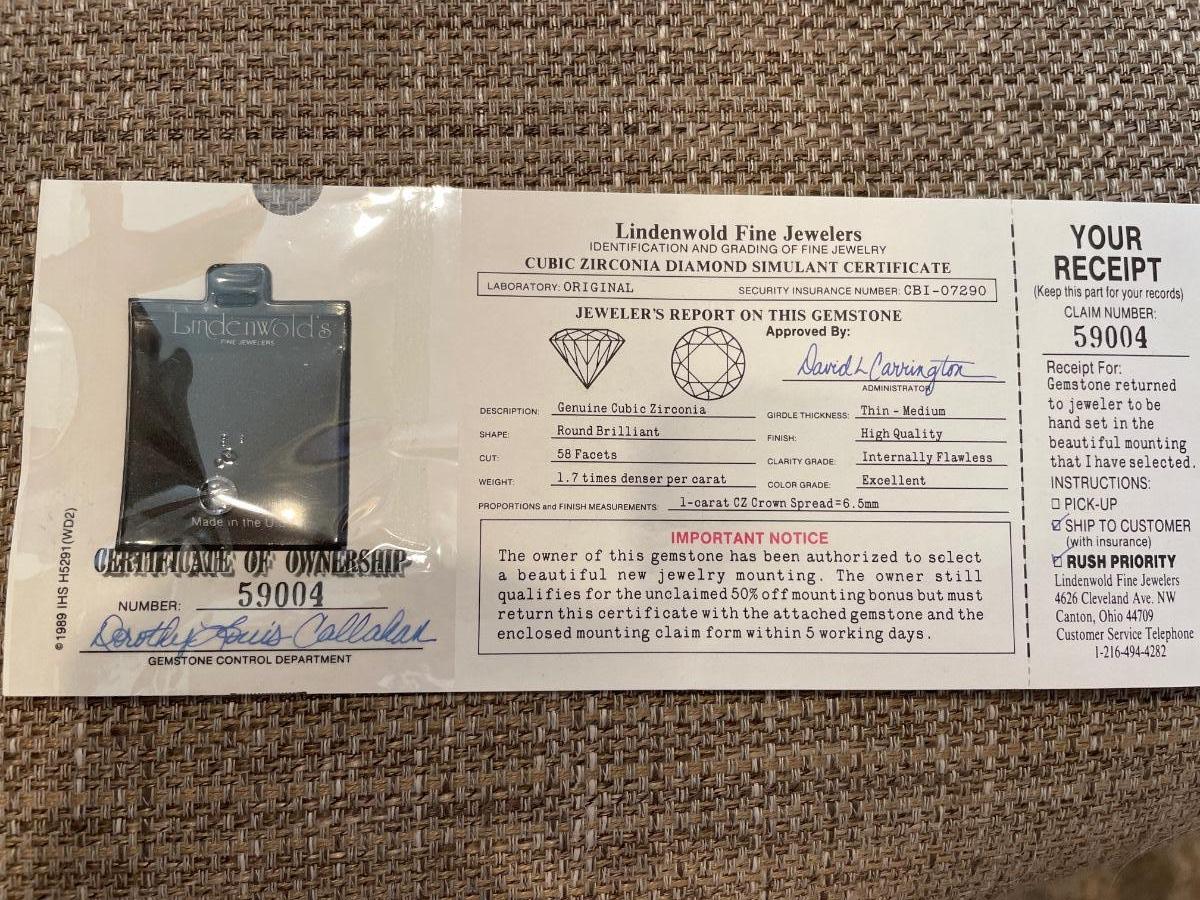 Lindenwold's
FINE JEWELERS
Made in the U.S.
CERTIFICATE OF OWNERSHIP
NUMBER: 59004
Dorothy Louis Callahan
GEMSTONE CONTROL DEPARTMENT
©1989 IHS H5291(WD2)
Lindenwold Fine Jewelers
IDENTIFICATION AND GRADING OF FINE JEWELRY
CUBIC ZIRCONIA DIAMOND SIMULANT CERTIFICATE
LABORATORY: ORIGINAL SECURITY INSURANCE NUMBER: CBI-07290
JEWELER'S REPORT ON THIS GEMSTONE
Approved By:
David L Carrington
ADMINISTRATOR
DESCRIPTION: Genuine Cubic Zirconia
SHAPE: Round Brilliant
CUT: 58 Facets
WEIGHT: 1.7 times denser per carat
GIRDLE THICKNESS: Thin - Medium
FINISH: High Quality
CLARITY GRADE: Internally Flawless
COLOR GRADE: Excellent
PROPORTIONS and FINISH MEASUREMENTS: 1-carat CZ Crown Spread=6.5mm
IMPORTANT NOTICE
The owner of this gemstone has been authorized to select
a beautiful new jewelry mounting. The owner still
qualifies for the unclaimed 50% off mounting bonus but must
return this certificate with the attached gemstone and the
enclosed mounting claim form within 5 working days.
YOUR
RECEIPT
(Keep this part for your records)
CLAIM NUMBER:
59004
Receipt For:
Gemstone returned
to jeweler to be
hand set in the
beautiful mounting
that I have selected.
INSTRUCTIONS:
PICK-UP
SHIP TO CUSTOMER
(with insurance)
RUSH PRIORITY
Lindenwold Fine Jewelers
4626 Cleveland Ave. NW
Canton, Ohio 44709
Customer Service Telephone
1-216-494-4282